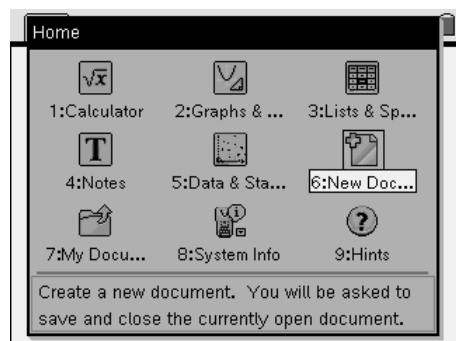 Home
1:Calculator 2:Graphs & ... 3:Lists & Sp...
4:Notes 5:Data & Sta... 6:New Doc...
7:My Docu... 8:System Info 9:Hints
Create a new document. You will be asked to
save and close the currently open document.